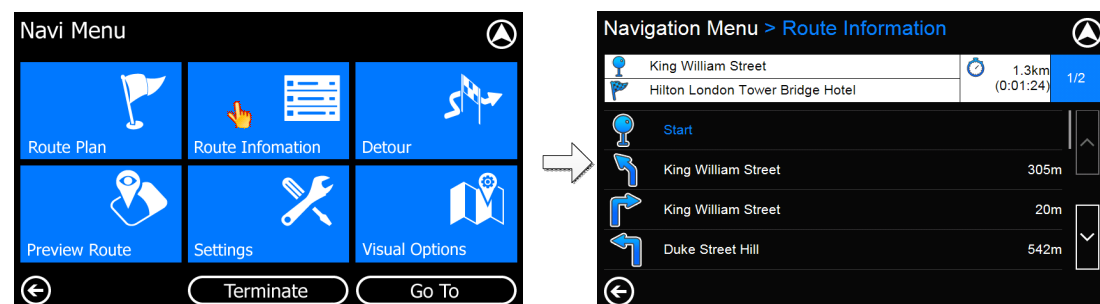 Navi Menu
Route Plan
Route Infomation
Detour
Preview Route
Settings
Visual Options
Terminate
Go To
Navigation Menu > Route Information
King William Street
Hilton London Tower Bridge Hotel
1.3km
(0:01:24)
1/2
Start
King William Street 305m
King William Street 20m
Duke Street Hill 542m